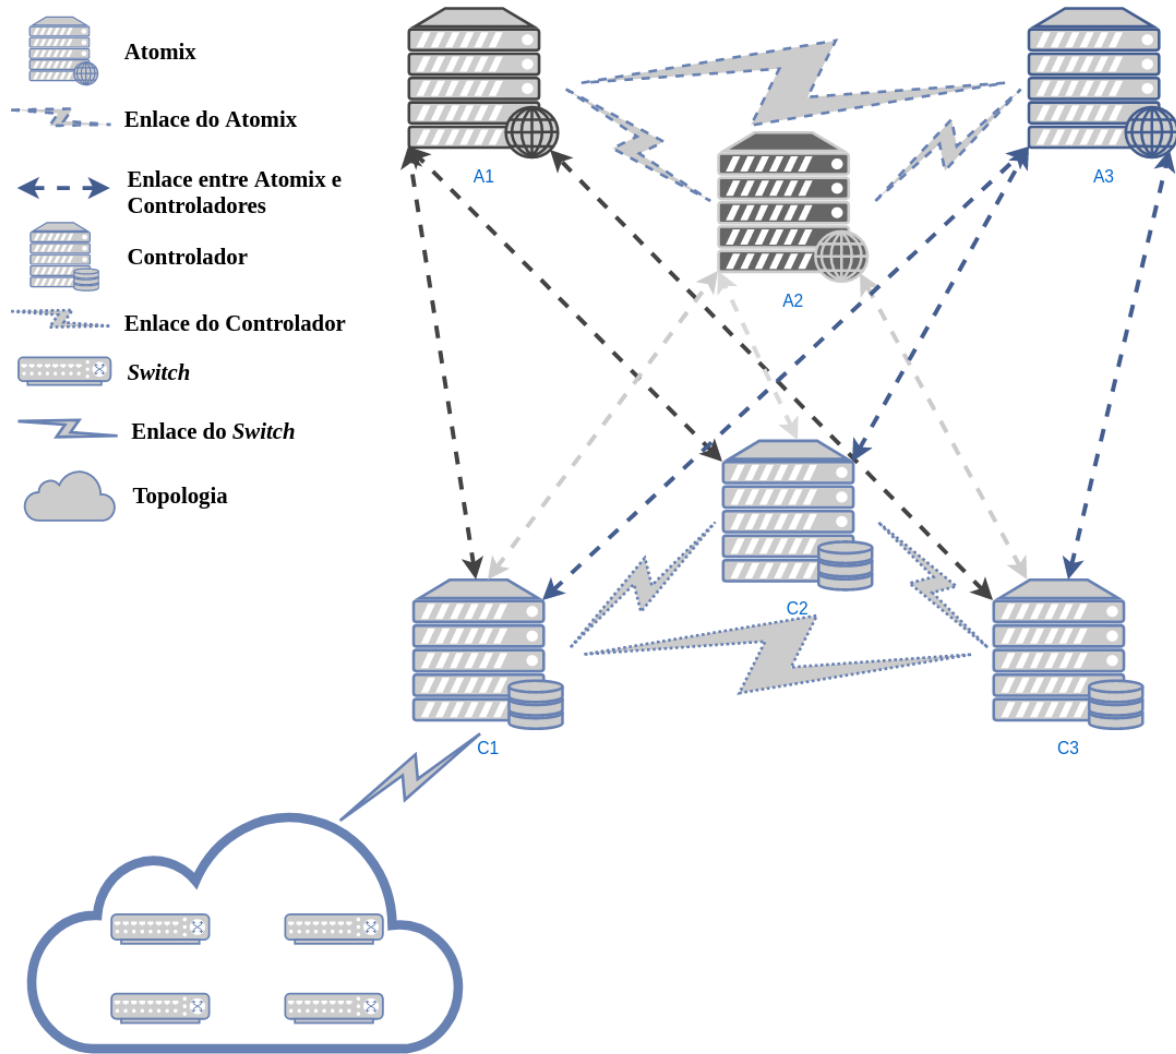 Atomix
Enlace do Atomix
Enlace entre Atomix e
Controladores
Controlador
Enlace do Controlador
Switch
Enlace do Switch
Topologia
A1
A3
A2
C2
C1
C3